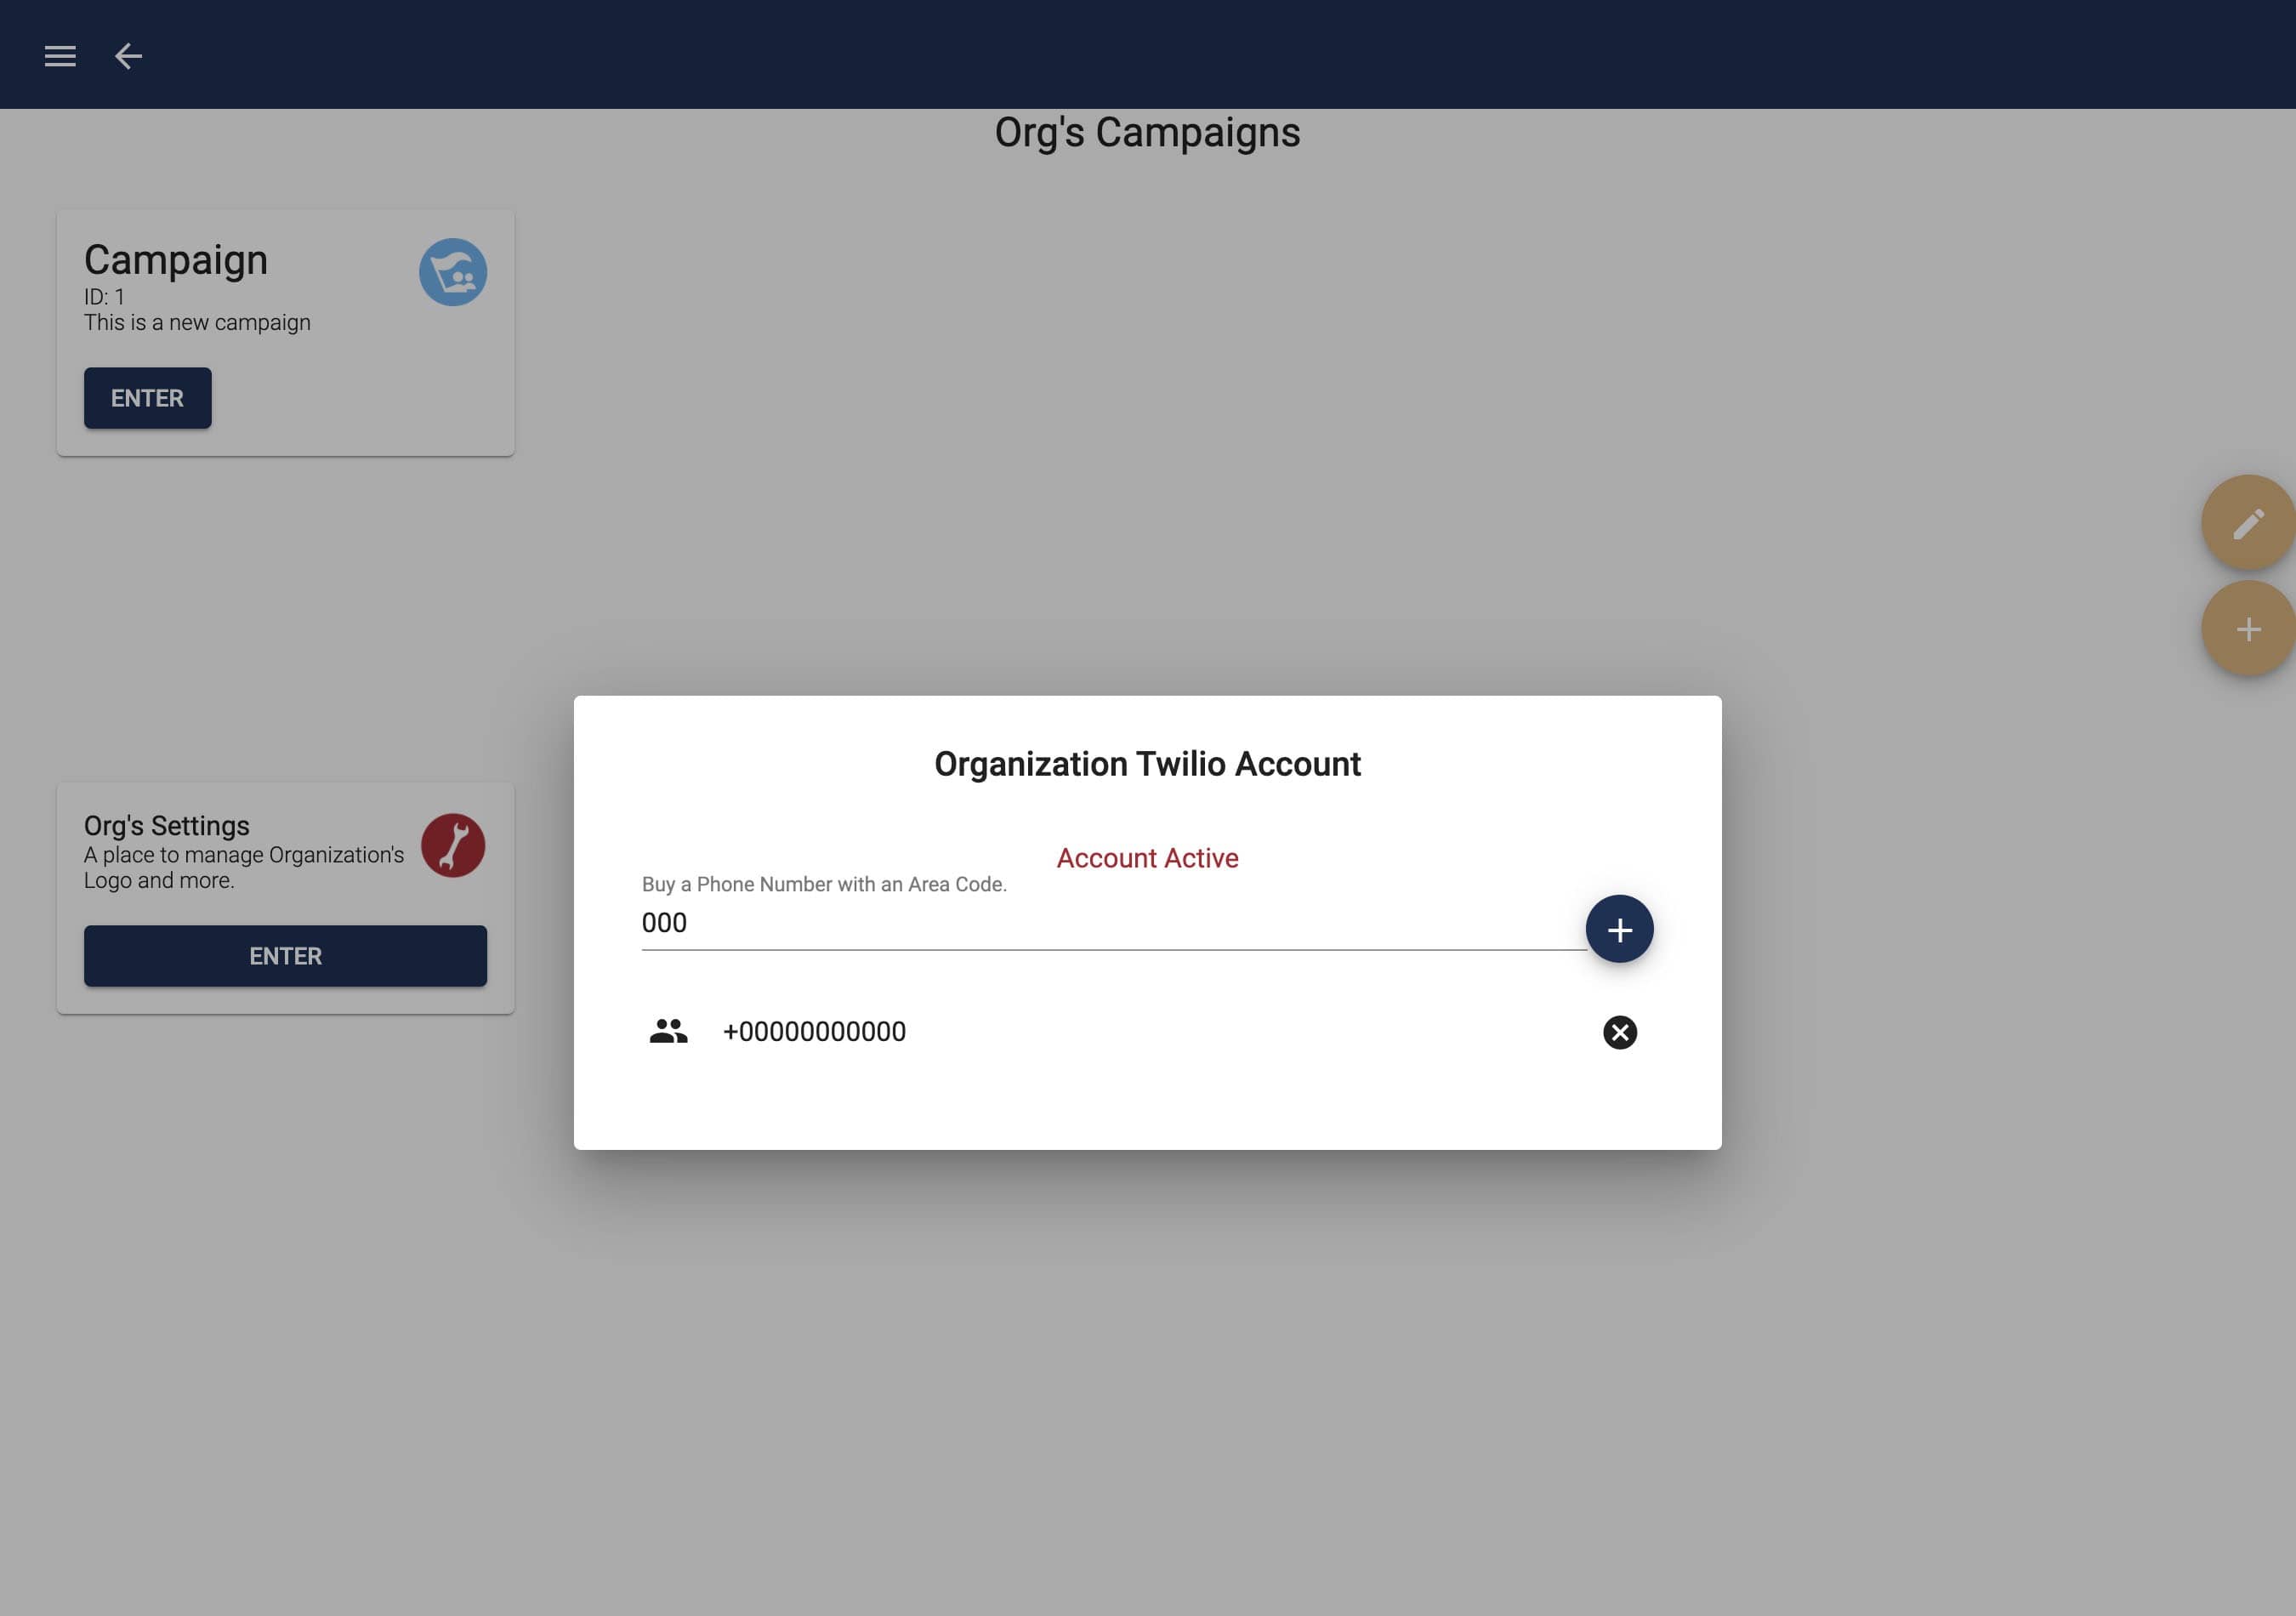 Org's Campaigns
Campaign
ID: 1
This is a new campaign
ENTER
Org's Settings
A place to manage Organization's
Logo and more.
ENTER
Organization Twilio Account
Account Active
Buy a Phone Number with an Area Code.
000
+00000000000